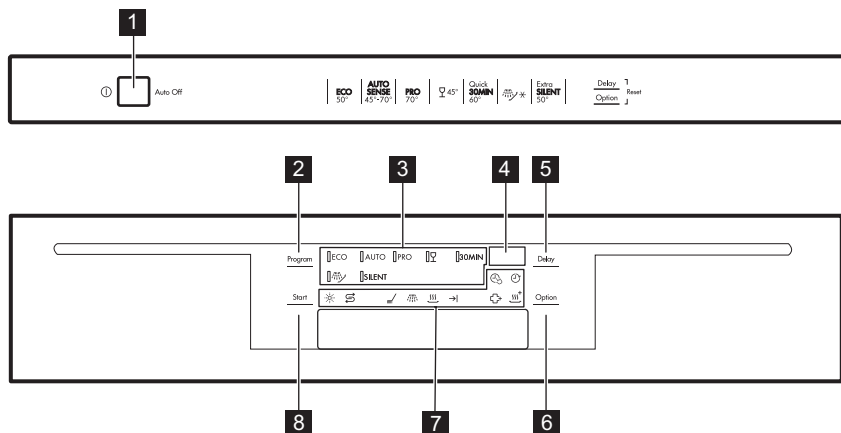 1
Auto Off
ECO
50°
AUTO
SENSE
45°-70°
PRO
70°
45°
Quick
30MIN
60°
Extra
SILENT
50°
Delay
Option
Reset
2
3
4
5
Program
ECO
AUTO
PRO
30MIN
Delay
SILENT
Start
Option
8
7
6